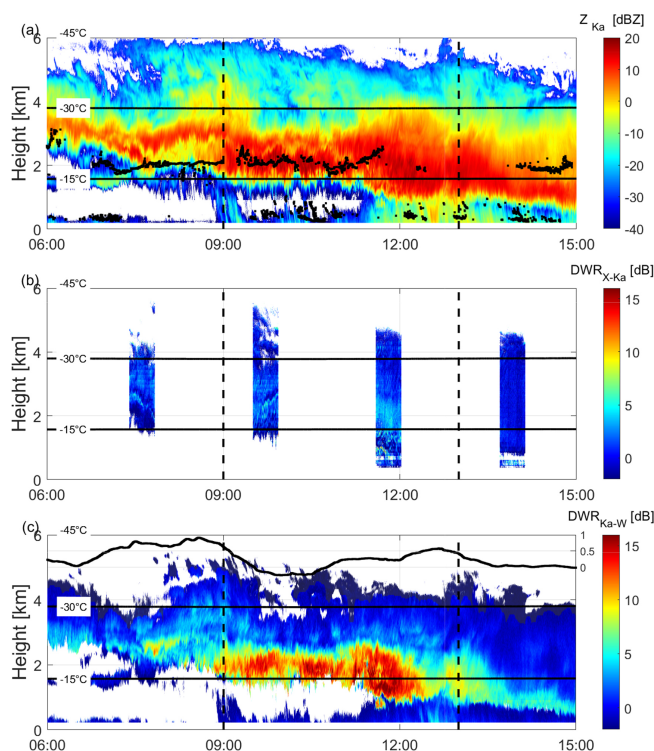 Z Ka [dBZ]
(a)
6
-45°C
20
10
4
-30°C
0
-10
Height [km]
2
-20
-15°C
-30
0
-40
06:00 09:00 12:00 15:00
DWR X-Ka [dB]
(b)
6
-45°C
15
4
-30°C
10
Height [km]
2
5
-15°C
0
0
06:00 09:00 12:00 15:00
DWR Ka-W [dB]
(c)
6
-45°C
1
15
0.5
0
4
-30°C
10
Height [km]
2
5
-15°C
0
0
06:00 09:00 12:00 15:00